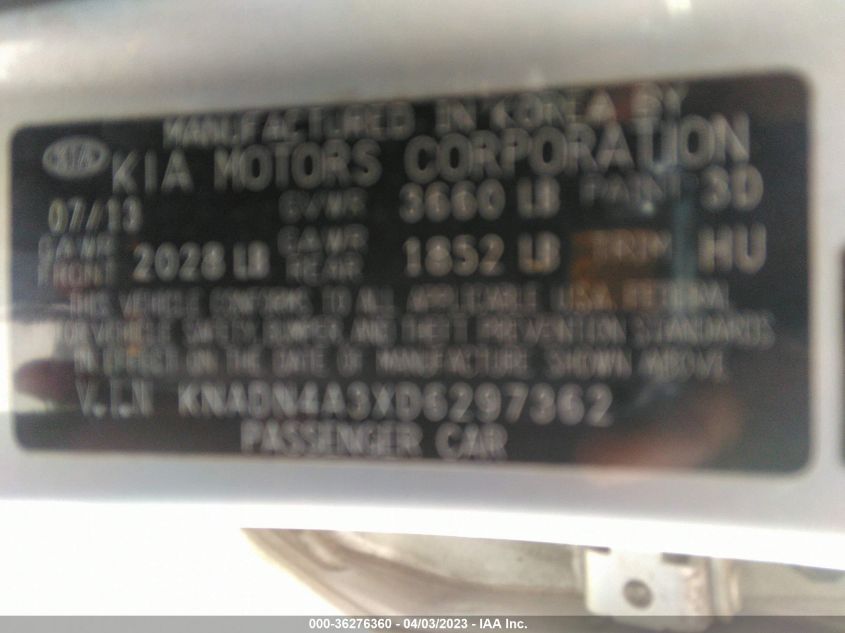 MANUFACTURED IN KOREA BY
KIA KIA MOTORS CORPORATION
07/13 GVWR 3660 LB PAINT 3D
GAWR FRONT 2028 LB GAWR REAR 1852 LB TRIM HU
THIS VEHICLE CONFORMS TO ALL APPLICABLE U.S.A. FEDERAL
MOTOR VEHICLE SAFETY BUMPER AND THEFT PREVENTION STANDARDS
IN EFFECT ON THE DATE OF MANUFACTURE SHOWN ABOVE
V.I.N KNADN4A3XD6297362
PASSENGER CAR
000-36276360 - 04/03/2023 - IAA Inc.